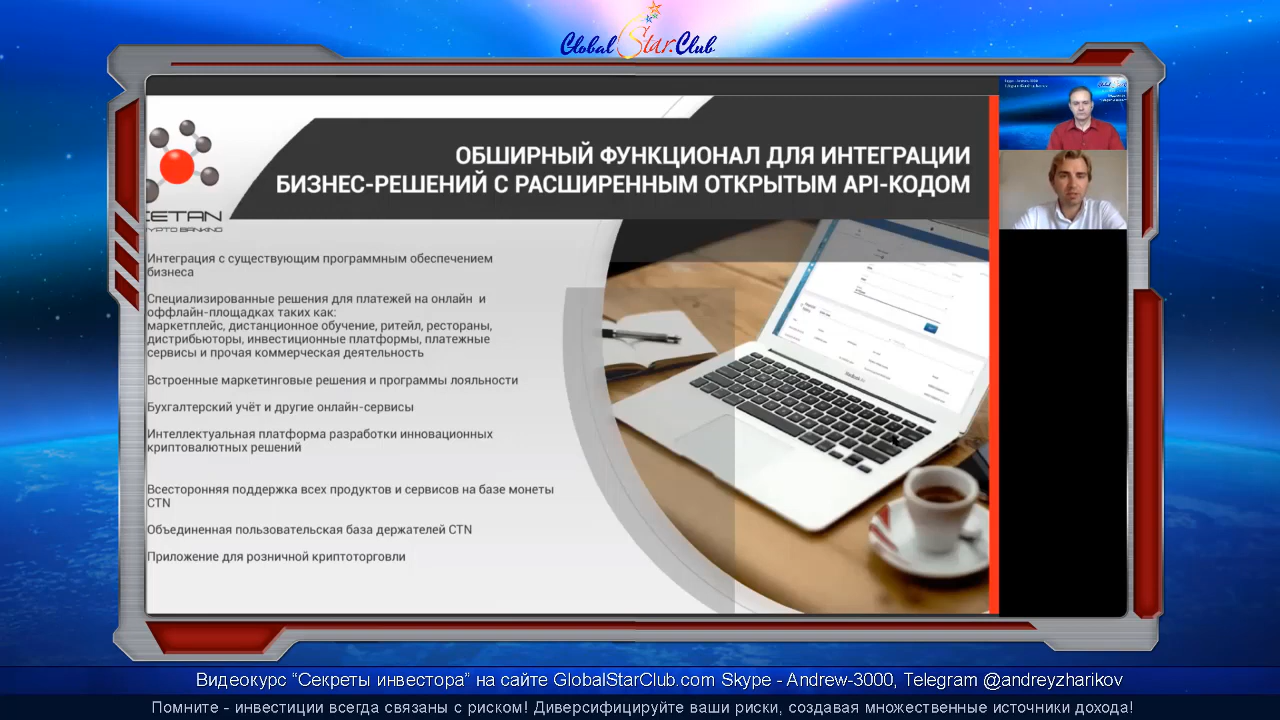 Global Star Club
ОБШИРНЫЙ ФУНКЦИОНАЛ ДЛЯ ИНТЕГРАЦИИ
БИЗНЕС-РЕШЕНИЙ С РАСШИРЕННЫМ ОТКРЫТЫМ API-КОДОМ
CETAN
Интеграция с существующим программным обеспечением
бизнеса
Специализированные решения для платежей на онлайн и
оффлайн-площадках таких как:
маркетплейс, дистанционное обучение, ритейл, рестораны,
дистрибьюторы, инвестиционные платформы, платежные
сервисы и прочая коммерческая деятельность
Встроенные маркетинговые решения и программы лояльности
Бухгалтерский учёт и другие онлайн-сервисы
Интеллектуальная платформа разработки инновационных
криптовалютных решений
Всесторонняя поддержка всех продуктов и сервисов на базе монеты
CTN
Объединенная пользовательская база держателей CTN
Приложение для розничной криптоторговли
Видеокурс “Секреты инвестора” на сайте GlobalStarClub.com Skype - Andrew-3000, Telegram @andreyzharikov
Помните - инвестиции всегда связаны с риском! Диверсифицируйте ваши риски, создавая множественные источники дохода!